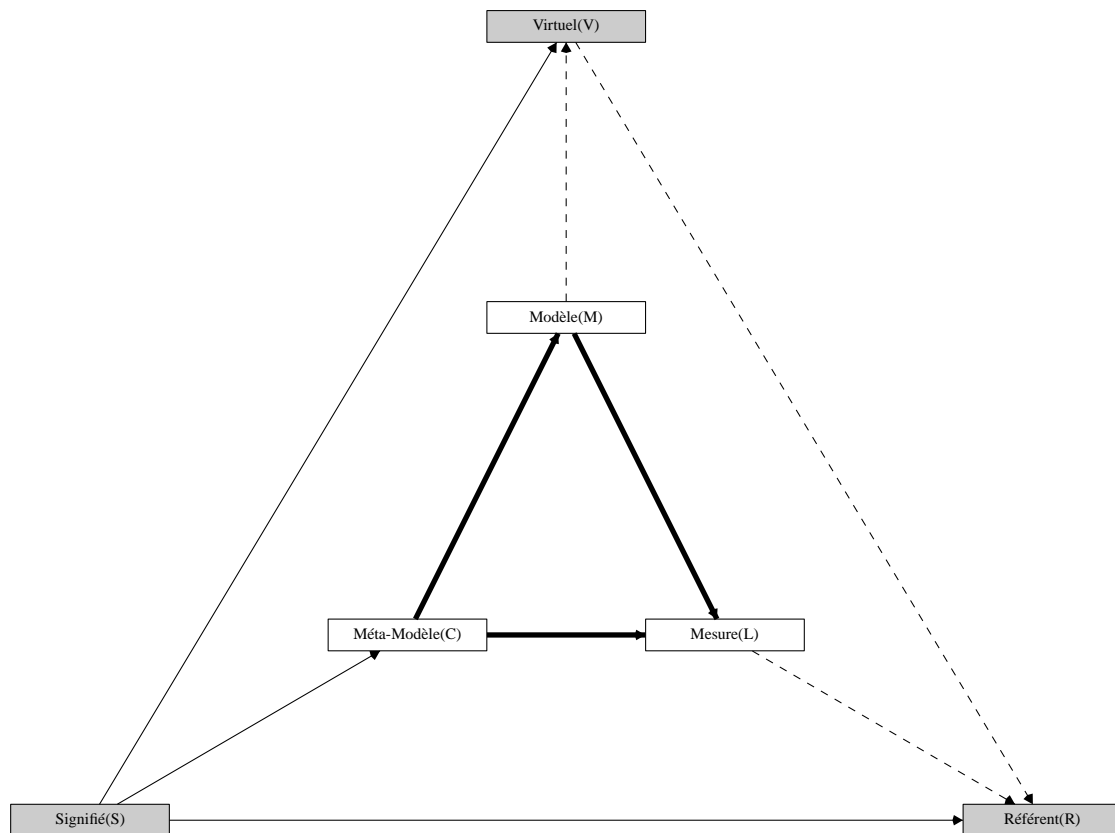 Virtuel(V)
Modèle(M)
Méta-Modèle(C)
Mesure(L)
Signifié(S)
Référent(R)